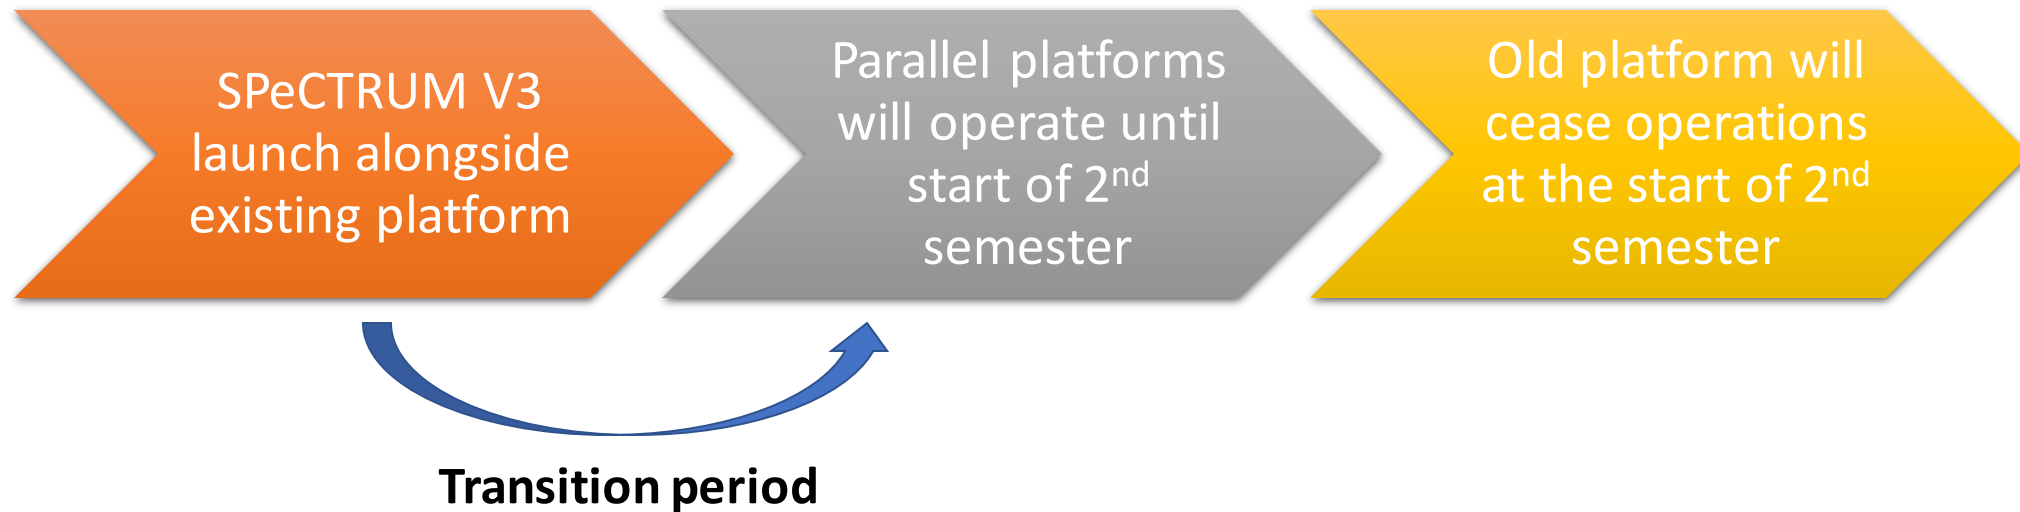 SPeCTRUM V3
launch alongside
existing platform
Parallel platforms
will operate until
start of 2nd
semester
Old platform will
cease operations
at the start of 2nd
semester
Transition period